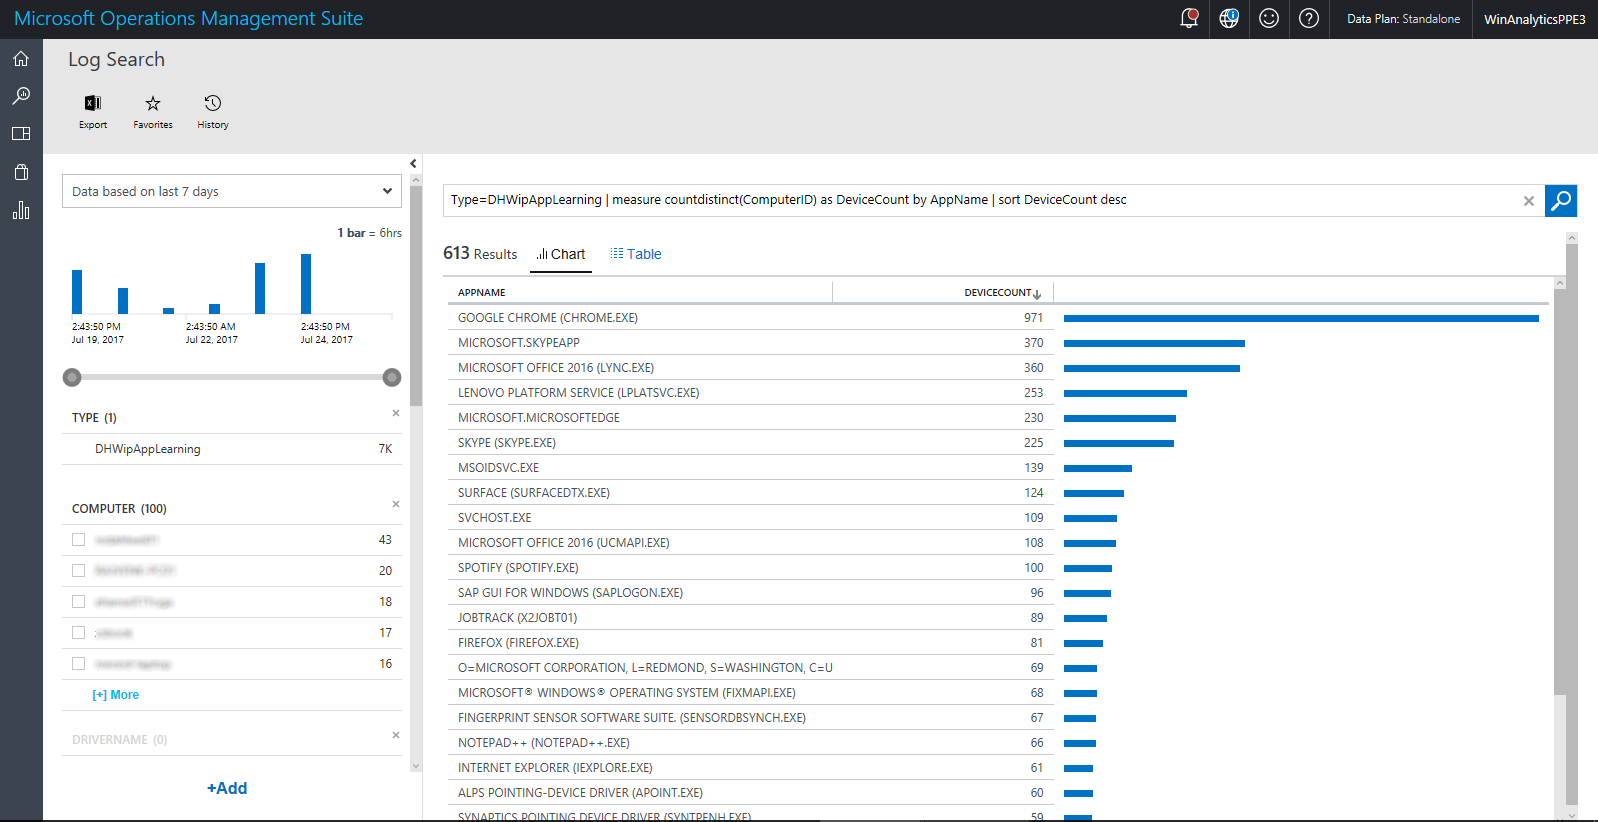 Microsoft Operations Management Suite
Data Plan: Standalone
WinAnalyticsPPE3
Log Search
Export
Favorites
History
Data based on last 7 days
1 bar = 6hrs
2:43:50 PM
Jul 19, 2017
2:43:50 AM
Jul 22, 2017
2:43:50 PM
Jul 24, 2017
TYPE (1)
DHWipAppLearning 7K
COMPUTER (100)
43
20
18
17
16
[+] More
DRIVERNAME (0)
+Add
Type=DHWipAppLearning | measure countdistinct(ComputerID) as DeviceCount by AppName | sort DeviceCount desc
613 Results
Chart
Table
APPNAME DEVICECOUNT
GOOGLE CHROME (CHROME.EXE) 971
MICROSOFT.SKYPEAPP 370
MICROSOFT OFFICE 2016 (LYNC.EXE) 360
LENOVO PLATFORM SERVICE (LPLATSVC.EXE) 253
MICROSOFT.MICROSOFTEDGE 230
SKYPE (SKYPE.EXE) 225
MSOIDSVC.EXE 139
SURFACE (SURFACEDTX.EXE) 124
SVCHOST.EXE 109
MICROSOFT OFFICE 2016 (UCMAPI.EXE) 108
SPOTIFY (SPOTIFY.EXE) 100
SAP GUI FOR WINDOWS (SAPLOGON.EXE) 96
JOBTRACK (X2JOBT01) 89
FIREFOX (FIREFOX.EXE) 81
O=MICROSOFT CORPORATION, L=REDMOND, S=WASHINGTON, C=U 69
MICROSOFT® WINDOWS® OPERATING SYSTEM (FIXMAPI.EXE) 68
FINGERPRINT SENSOR SOFTWARE SUITE. (SENSORDBSYNCH.EXE) 67
NOTEPAD++ (NOTEPAD++.EXE) 66
INTERNET EXPLORER (IEXPLORE.EXE) 61
ALPS POINTING-DEVICE DRIVER (APOINT.EXE) 60
SYNAPTICS POINTING DEVICE DRIVER (SYNTPENH.EXE) 59